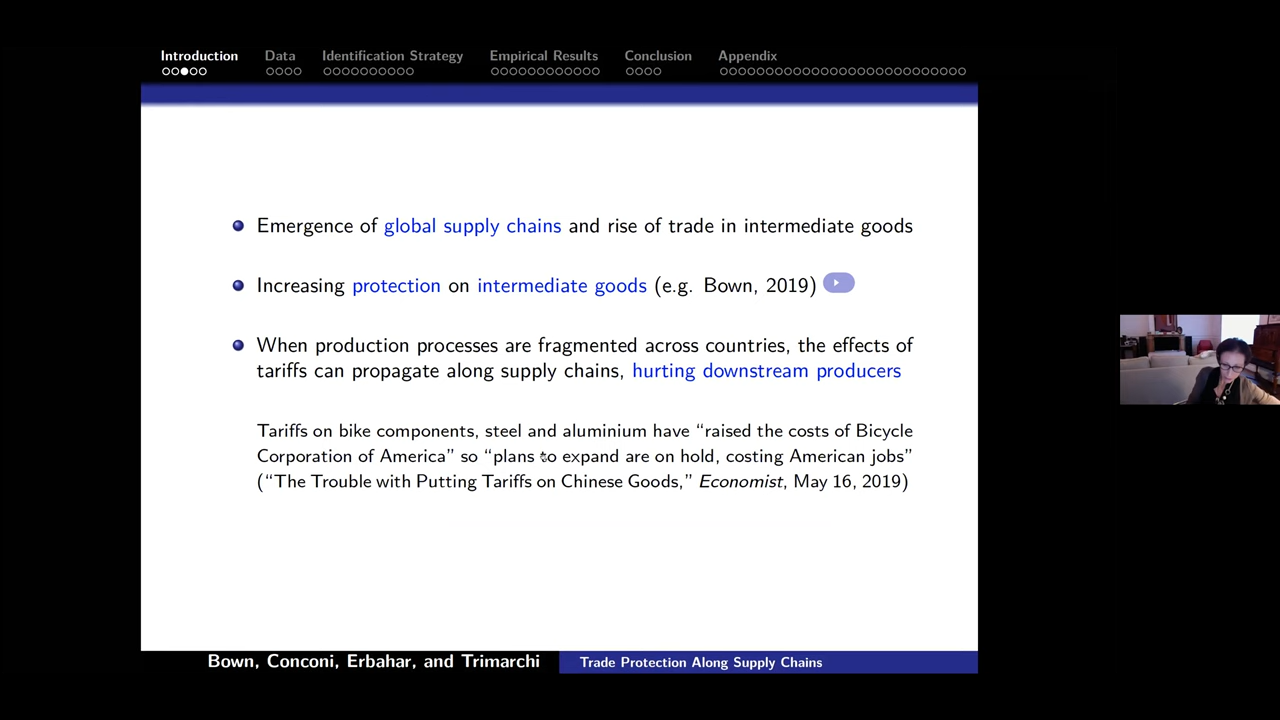 Introduction Data Identification Strategy Empirical Results Conclusion Appendix
Emergence of global supply chains and rise of trade in intermediate goods
Increasing protection on intermediate goods (e.g. Bown, 2019)
When production processes are fragmented across countries, the effects of
tariffs can propagate along supply chains, hurting downstream producers
Tariffs on bike components, steel and aluminium have “raised the costs of Bicycle
Corporation of America” so “plans to expand are on hold, costing American jobs”
(“The Trouble with Putting Tariffs on Chinese Goods,” Economist, May 16, 2019)
Bown, Conconi, Erbahar, and Trimarchi Trade Protection Along Supply Chains